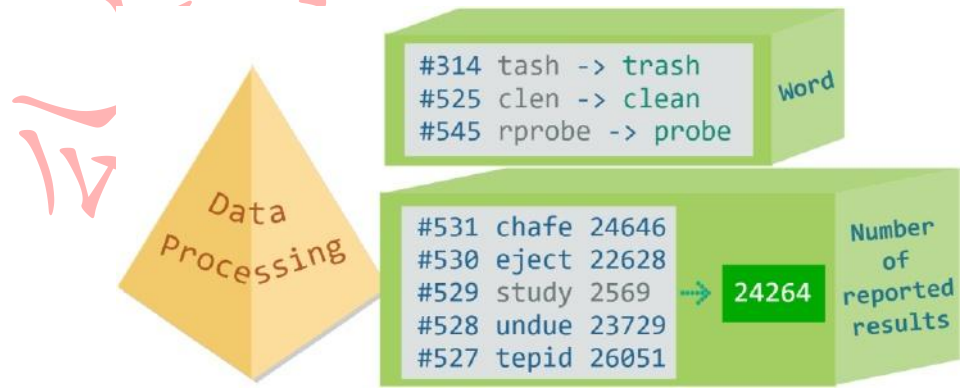 Data
Processing
#314 tash -> trash
#525 clen -> clean
#545 rprobe -> probe
Word
#531 chafe 24646
#530 eject 22628
#529 study 2569
#528 undue 23729
#527 tepid 26051
24264
Number
of
reported
results